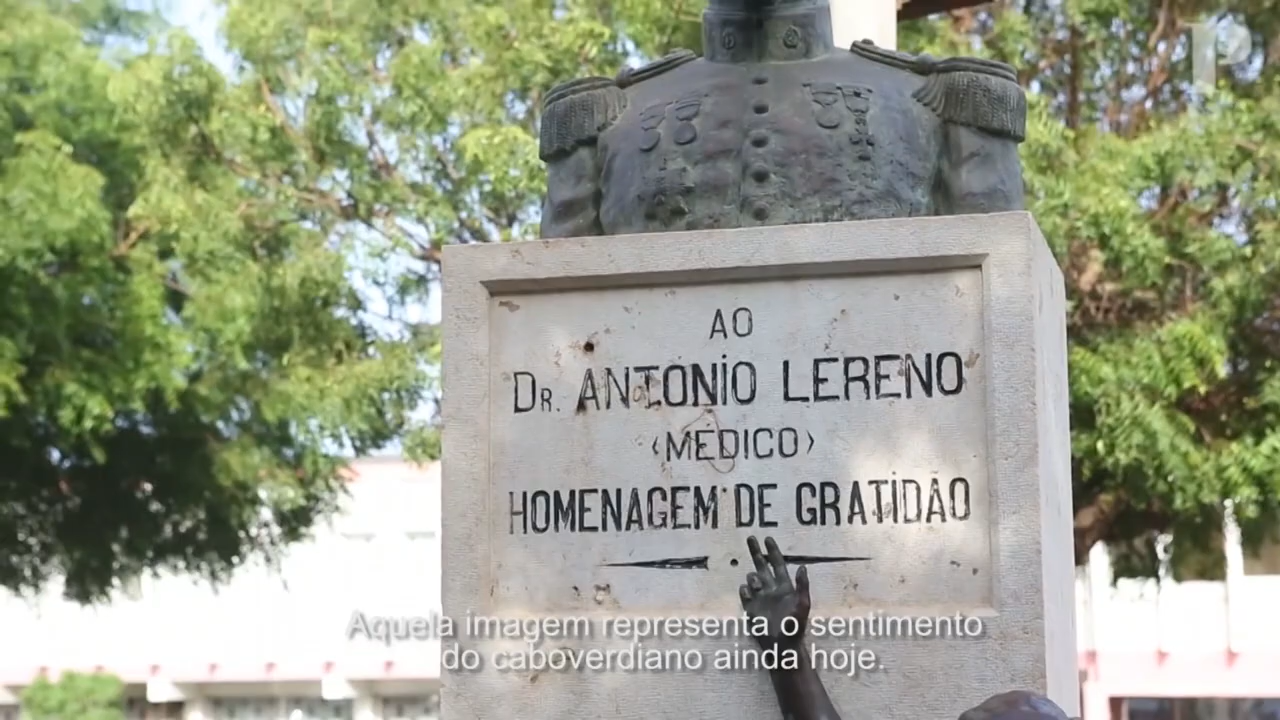 P
AO
DR. ANTONIO LERENO
‹MEDICO›
HOMENAGEM DE GRATIDÃO
Aquela imagem representa o sentimento
do caboverdiano ainda hoje.